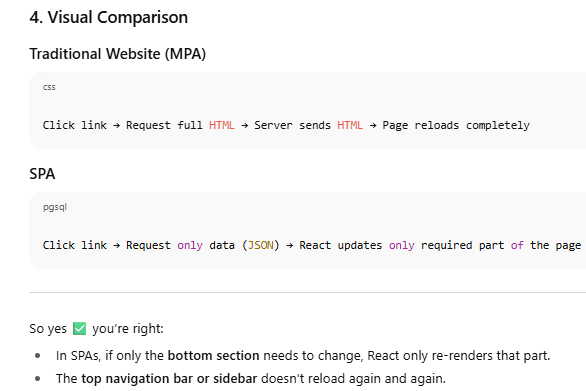 4. Visual Comparison
Traditional Website (MPA)
css
Click link → Request full HTML → Server sends HTML → Page reloads completely
SPA
pgsql
Click link → Request only data (JSON) → React updates only required part of the page
So yes ✅ you're right:
• In SPAs, if only the bottom section needs to change, React only re-renders that part.
• The top navigation bar or sidebar doesn't reload again and again.